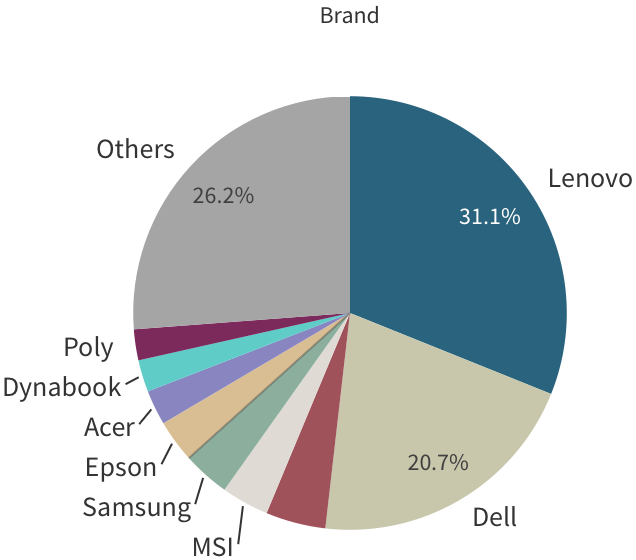 Brand
Others
26.2%
Lenovo
31.1%
Poly
Dynabook
Acer
Epson
Samsung
MSI
20.7%
Dell